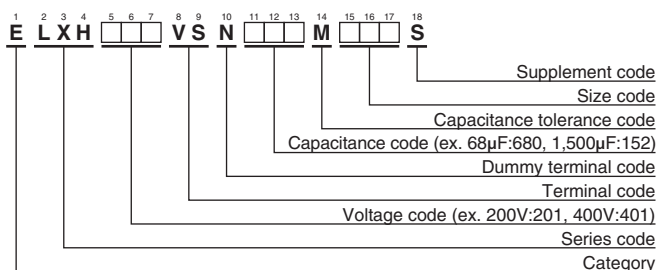 1 2 3 4 5 6 7 8 9 10 11 12 13 14 15 16 17 18
E L X H V S N M S
Supplement code
Size code
Capacitance tolerance code
Capacitance code (ex. 68µF:680, 1,500µF:152)
Dummy terminal code
Terminal code
Voltage code (ex. 200V:201, 400V:401)
Series code
Category